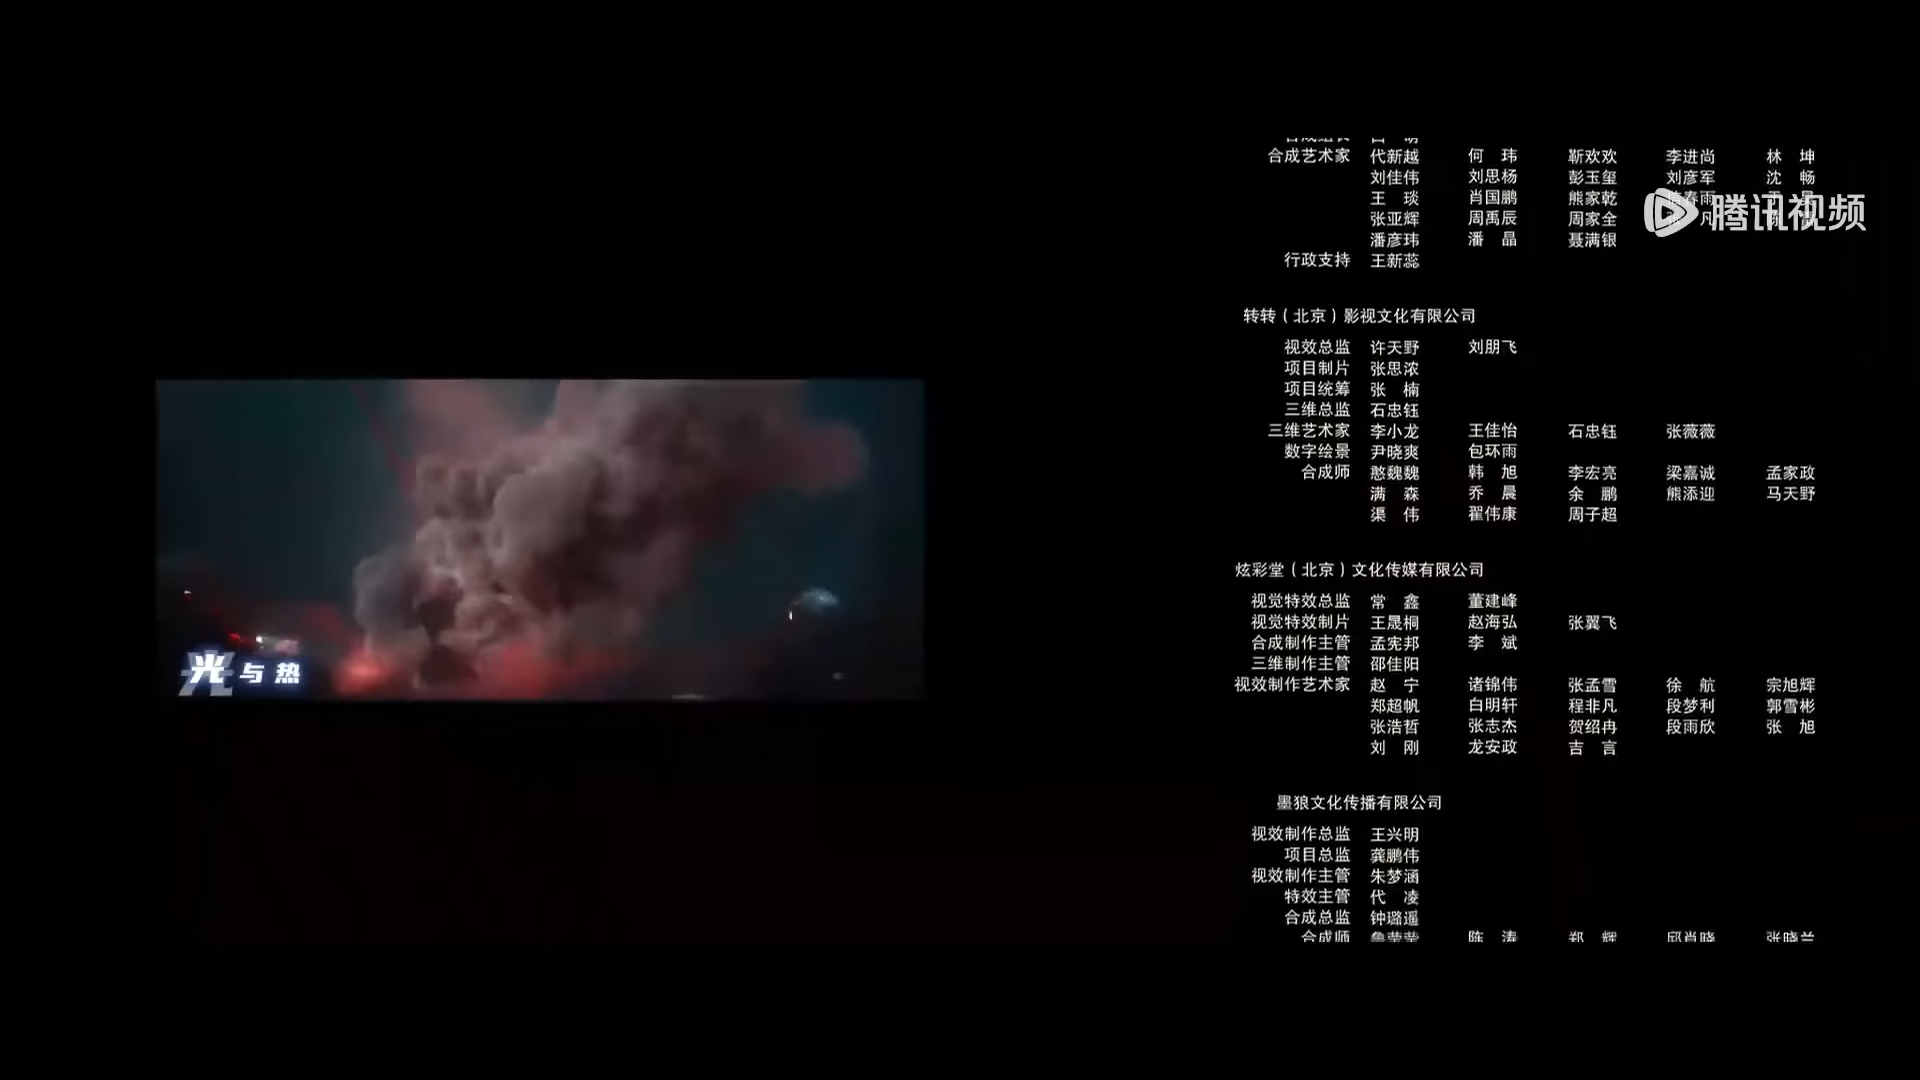 合成艺术家 代新越 何 玮 靳欢欢 李进尚 林 坤
刘佳伟 刘思杨 彭玉玺 刘彦军 沈 畅
王 琰 肖国鹏 熊家乾 春雨
张亚辉 周禹辰 周家全 凡
潘彦玮 潘 晶 聂满银
行政支持 王新蕊
腾讯视频
转转（北京）影视文化有限公司
视效总监 许天野 刘朋飞
项目制片 张思浓
项目统筹 张 楠
三维总监 石忠钰
三维艺术家 李小龙 王佳怡 石忠钰 张薇薇
数字绘景 尹晓爽 包环雨
合成师 憨魏魏 韩 旭 李宏亮 梁嘉诚 孟家政
满 森 乔 晨 余 鹏 熊添迎 马天野
渠 伟 翟伟康 周子超
炫彩堂（北京）文化传媒有限公司
视觉特效总监 常 鑫 董建峰
视觉特效制片 王晟桐 赵海弘 张翼飞
合成制作主管 孟宪邦 李 斌
三维制作主管 邵佳阳
视效制作艺术家 赵 宁 诸锦伟 张孟雪 徐 航 宗旭辉
郑超帆 白明轩 程非凡 段梦利 郭雪彬
张浩哲 张志杰 贺绍冉 段雨欣 张 旭
刘 刚 龙安政 吉 言
墨狼文化传播有限公司
视效制作总监 王兴明
项目总监 龚鹏伟
视效制作主管 朱梦涵
特效主管 代 凌
合成总监 钟璐遥
合成师 陈 涛 郑 辉 邱肖晓 张晓兰
光与热